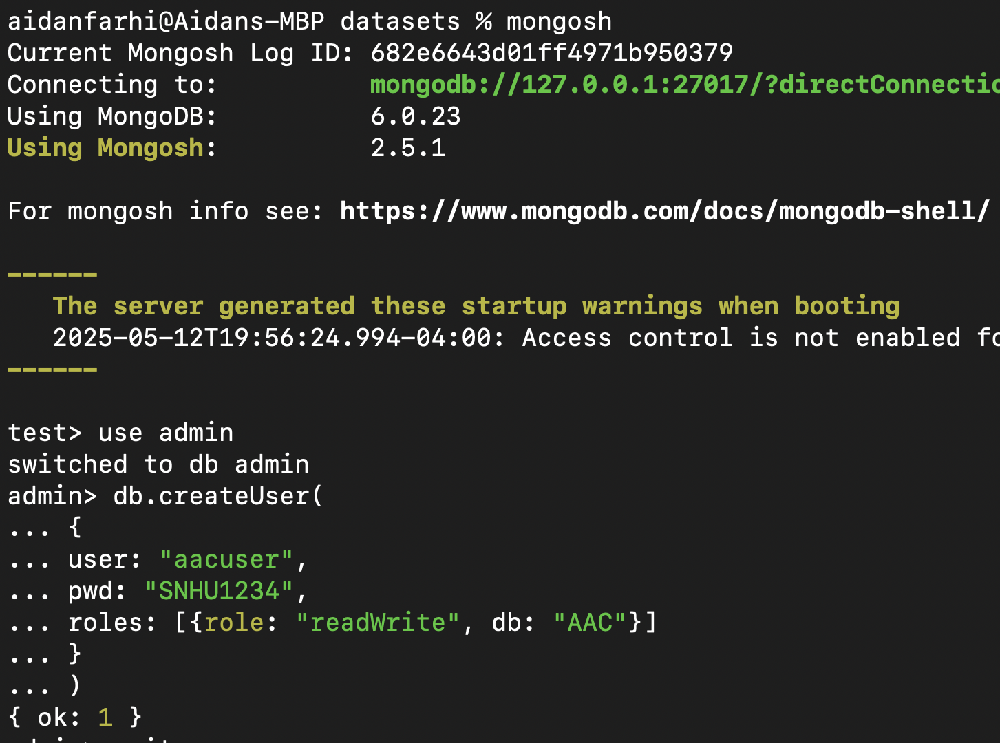 aidanfarhi@Aidans-MBP datasets % mongosh
Current Mongosh Log ID: 682e6643d01ff4971b950379
Connecting to: mongodb://127.0.0.1:27017/?directConnectio
Using MongoDB: 6.0.23
Using Mongosh: 2.5.1
For mongosh info see: https://www.mongodb.com/docs/mongodb-shell/
------
The server generated these startup warnings when booting
2025-05-12T19:56:24.994-04:00: Access control is not enabled fo
------
test> use admin
switched to db admin
admin> db.createUser(
... {
... user: "aacuser",
... pwd: "SNHU1234",
... roles: [{role: "readWrite", db: "AAC"}]
... }
... )
{ ok: 1 }